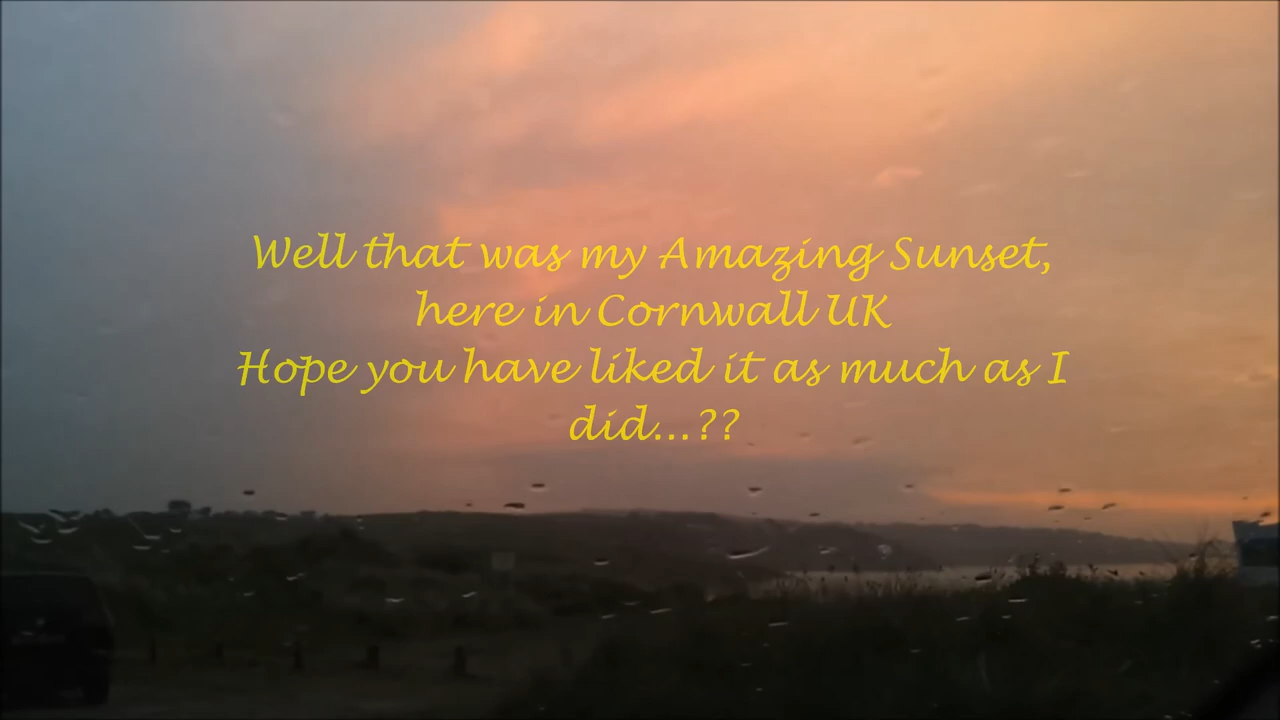 Well that was my Amazing Sunset,
here in Cornwall UK
Hope you have liked it as much as I
did...??